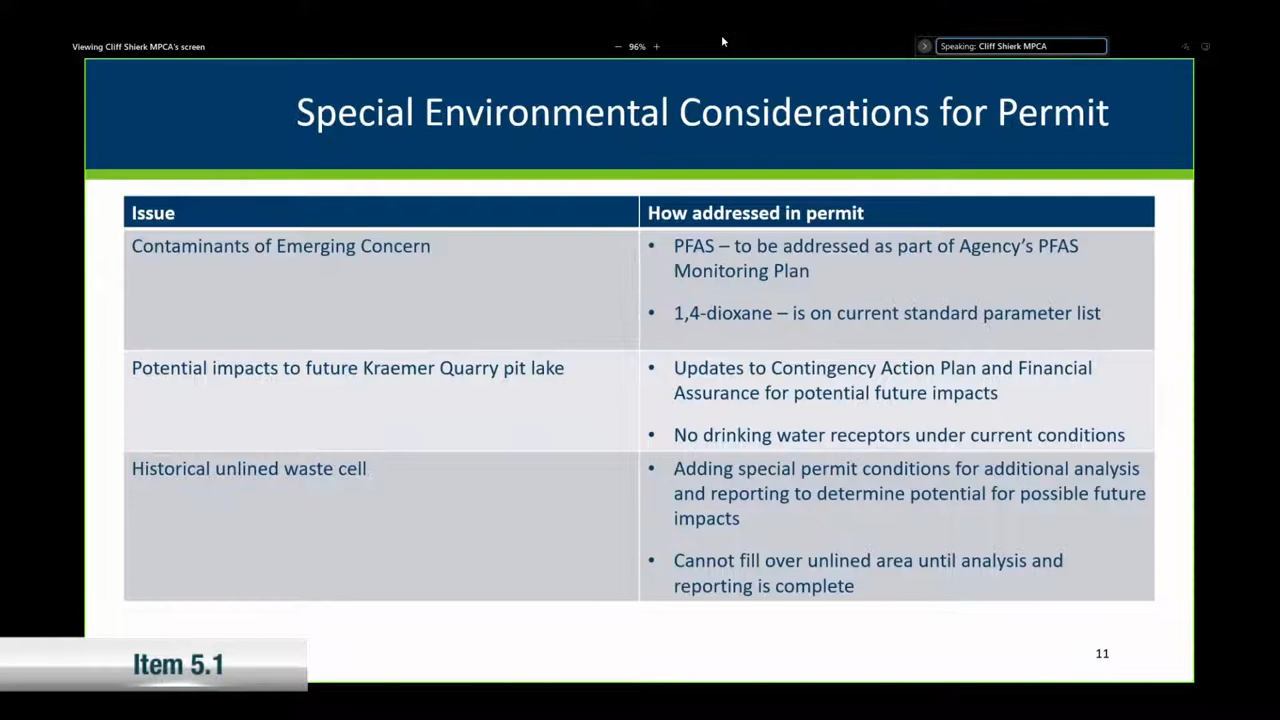 Viewing Cliff Shierk MPCA's screen
− 96% +
Speaking: Cliff Shierk MPCA
Special Environmental Considerations for Permit
Issue
How addressed in permit
Contaminants of Emerging Concern
• PFAS – to be addressed as part of Agency's PFAS
Monitoring Plan
• 1,4-dioxane – is on current standard parameter list
Potential impacts to future Kraemer Quarry pit lake
• Updates to Contingency Action Plan and Financial
Assurance for potential future impacts
• No drinking water receptors under current conditions
Historical unlined waste cell
• Adding special permit conditions for additional analysis
and reporting to determine potential for possible future
impacts
• Cannot fill over unlined area until analysis and
reporting is complete
Item 5.1
11